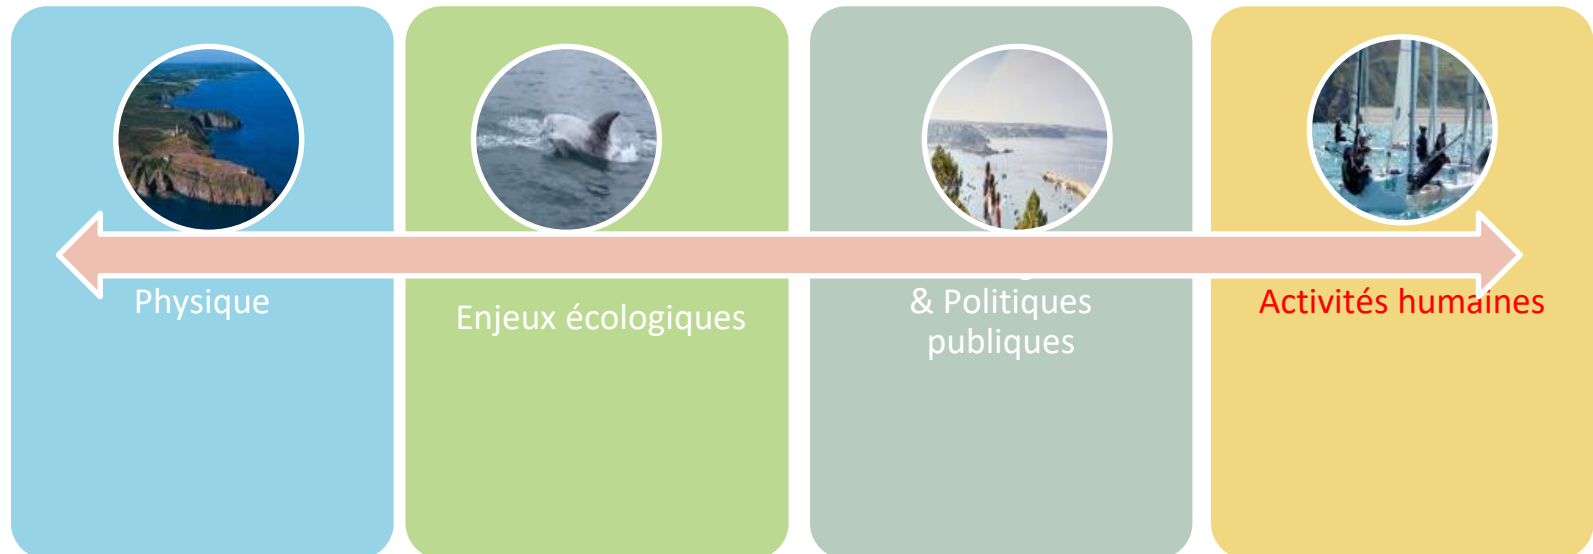 Physique
Enjeux écologiques
& Politiques
publiques
Activités humaines